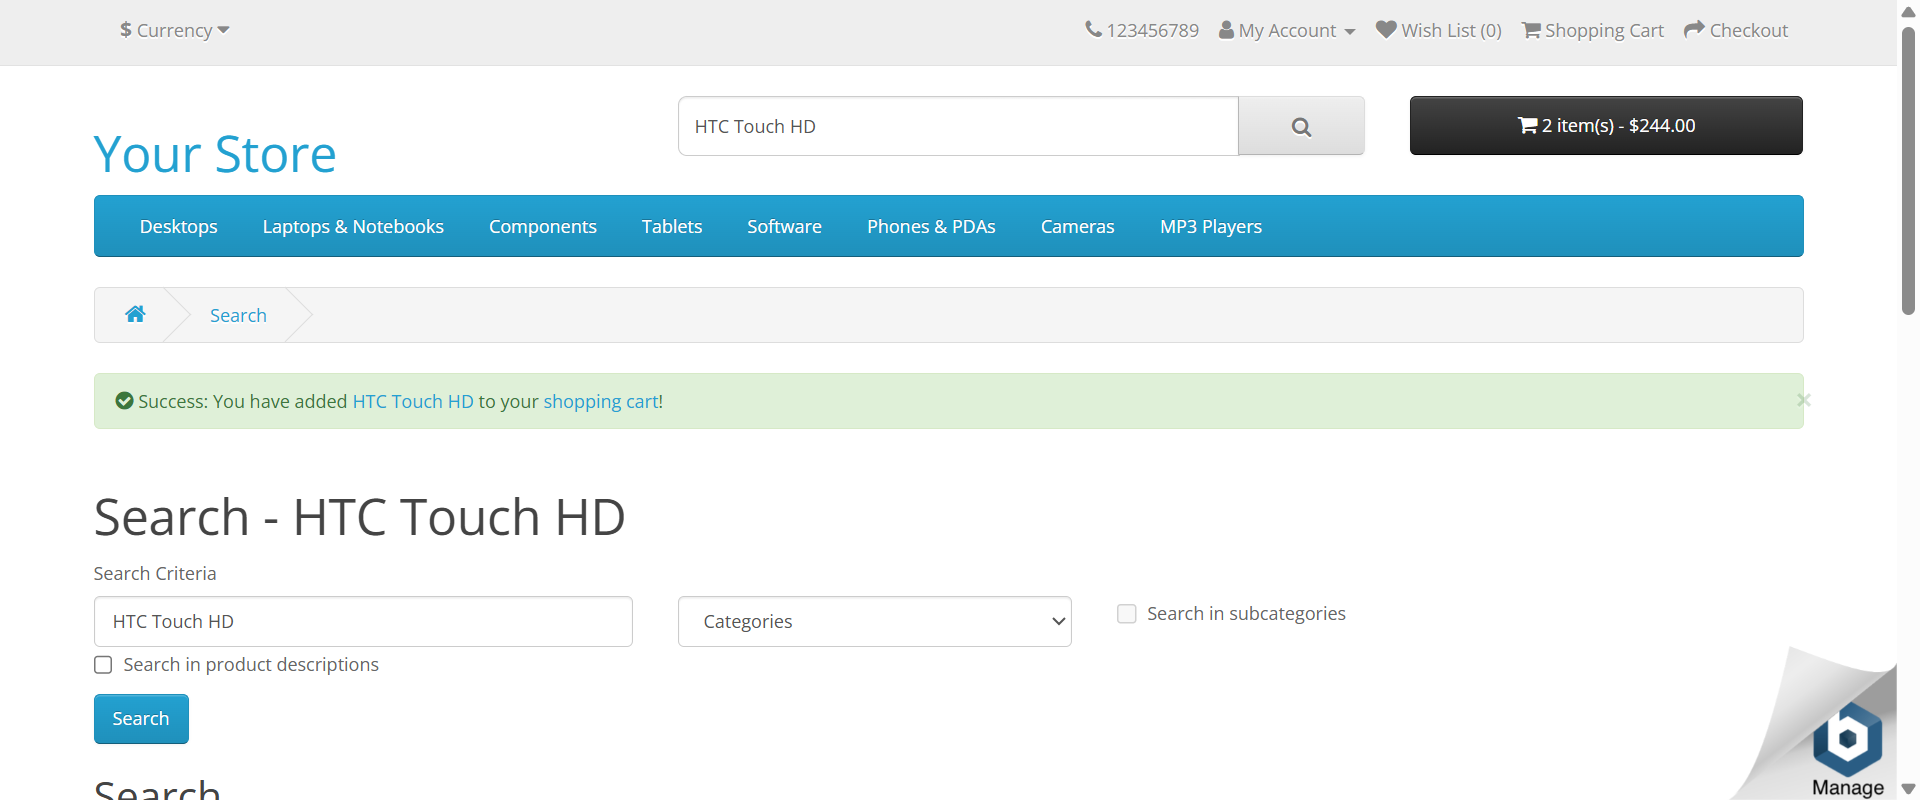 $ Currency
123456789 My Account Wish List (0) Shopping Cart Checkout
Your Store
HTC Touch HD
2 item(s) - $244.00
Desktops Laptops & Notebooks Components Tablets Software Phones & PDAs Cameras MP3 Players
Search
Success: You have added HTC Touch HD to your shopping cart!
×
Search - HTC Touch HD
Search Criteria
HTC Touch HD
Categories
Search in subcategories
Search in product descriptions
Search
Search
b
Manage